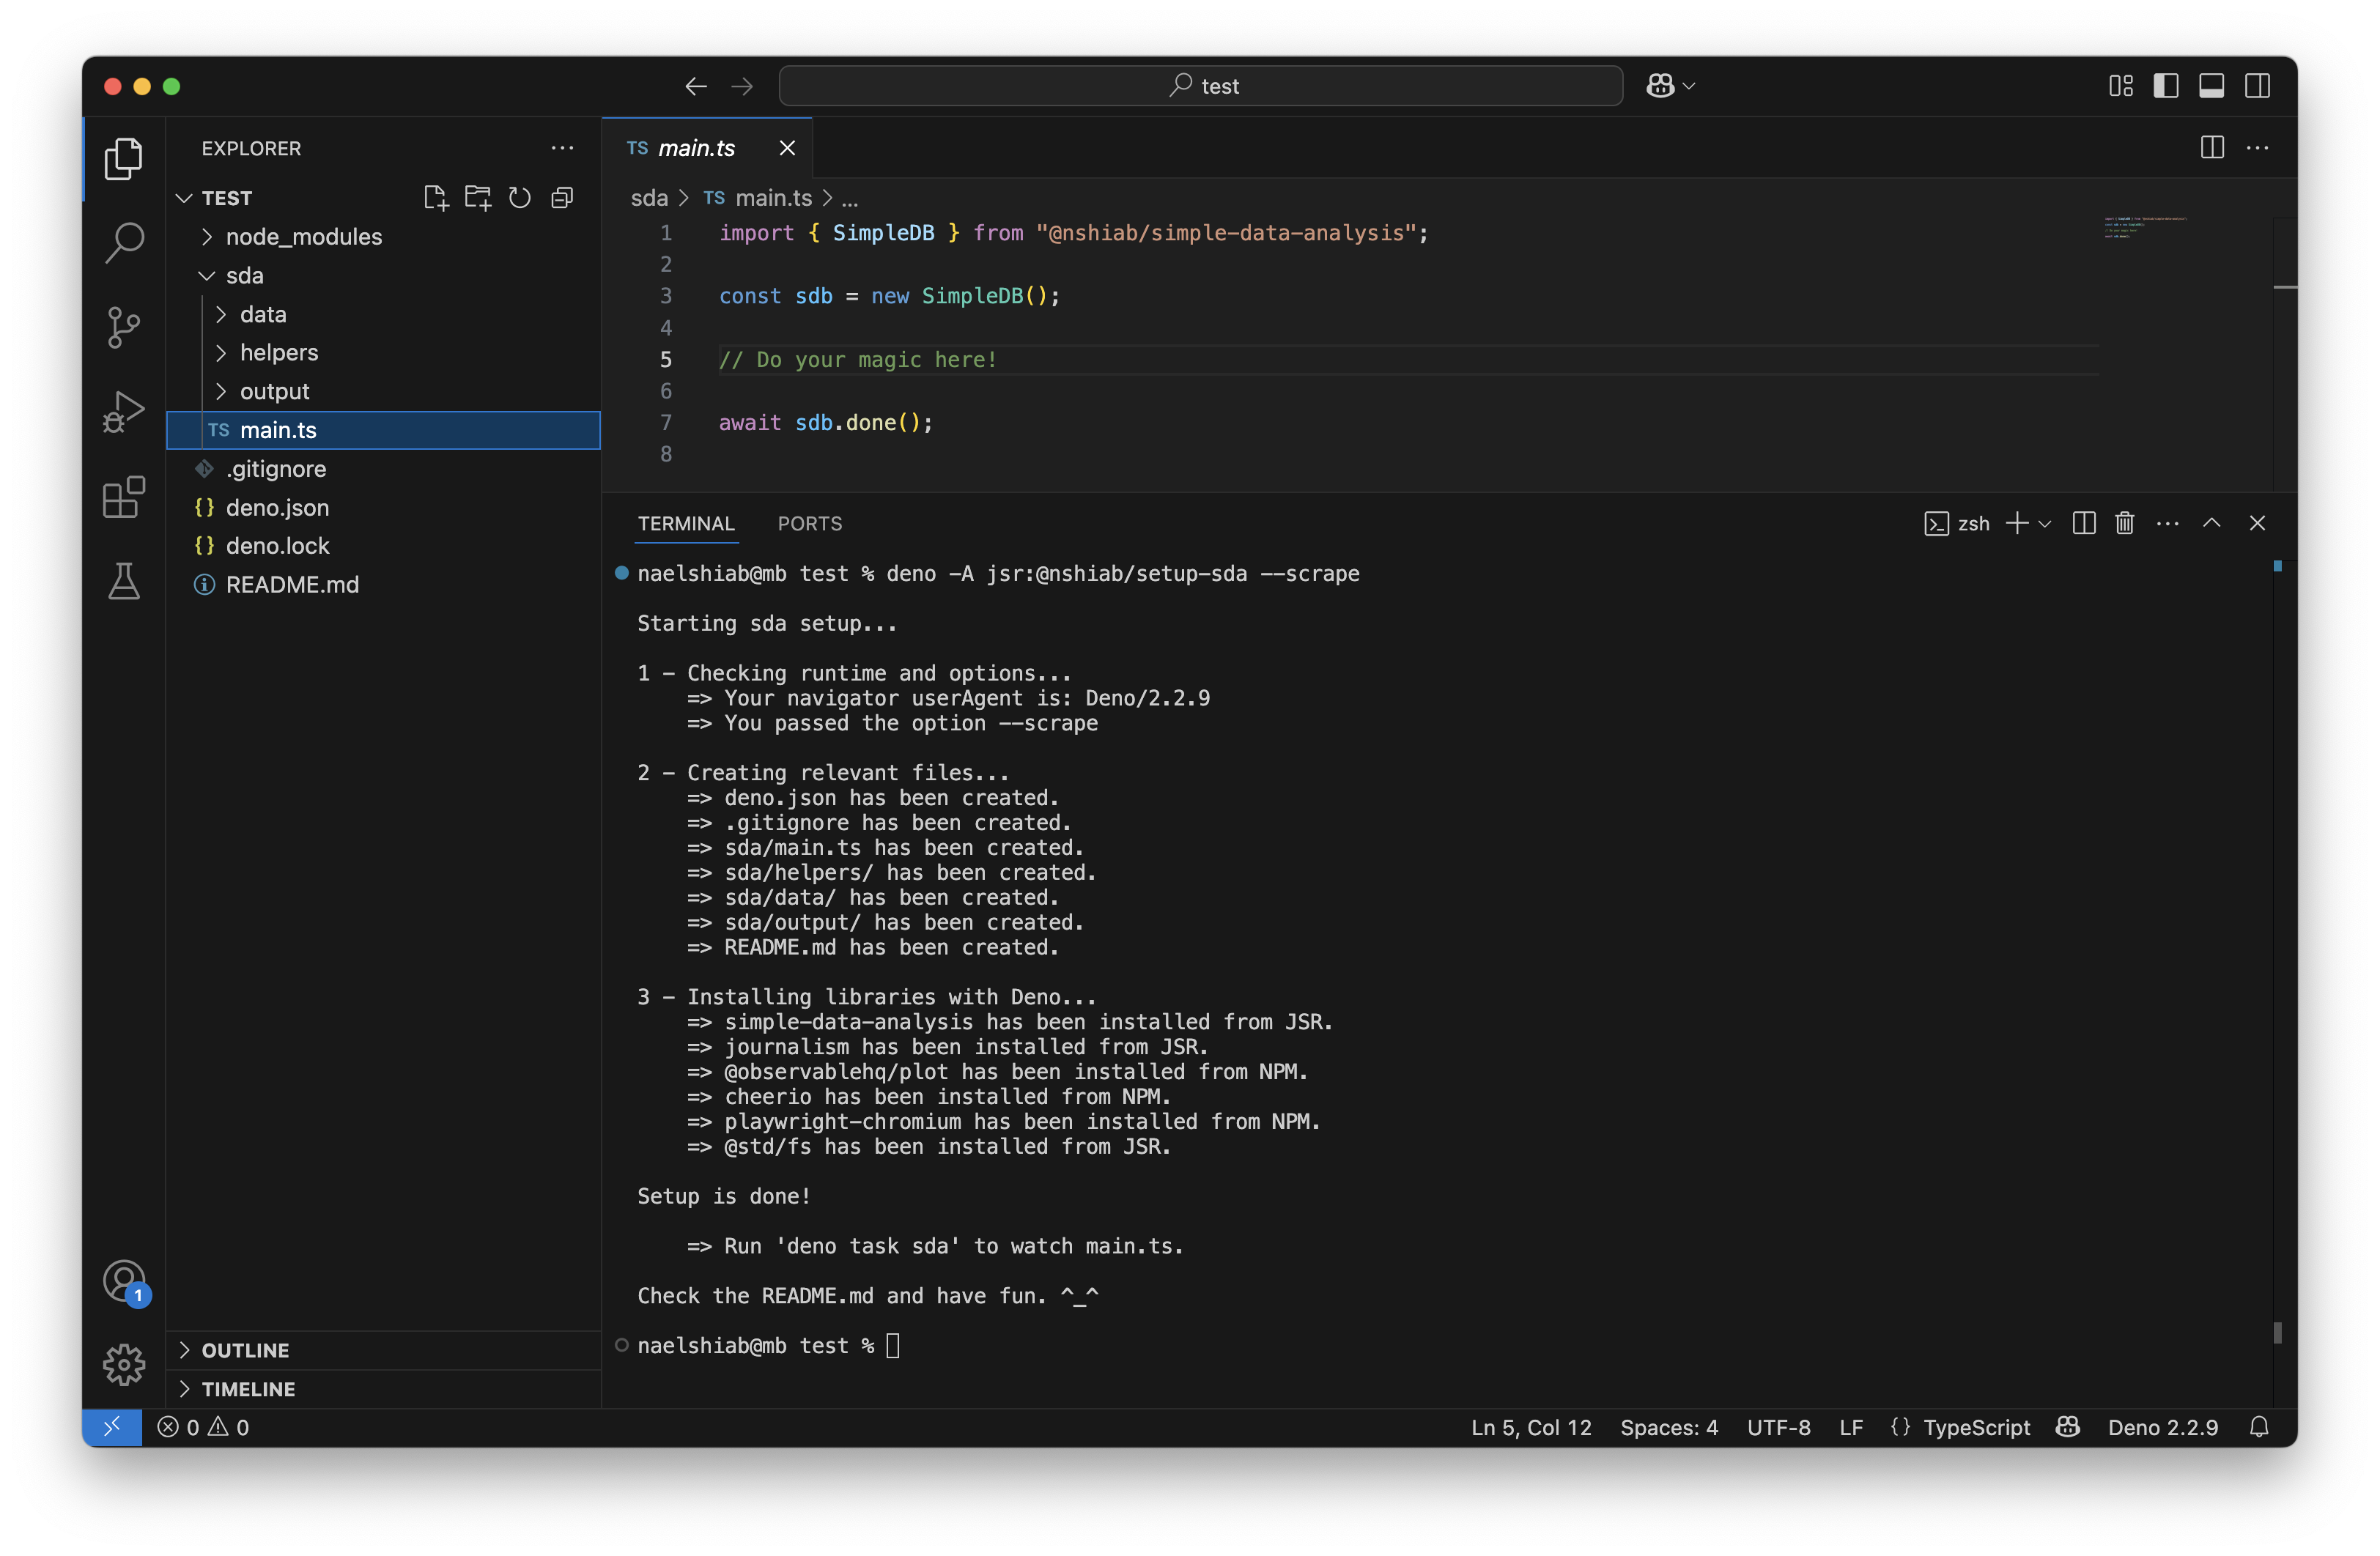 test
EXPLORER
TEST
node_modules
sda
data
helpers
output
TS main.ts
.gitignore
{} deno.json
{} deno.lock
README.md
OUTLINE
TIMELINE
TS main.ts
sda > TS main.ts > ...
1 import { SimpleDB } from "@nshiab/simple-data-analysis";
2
3 const sdb = new SimpleDB();
4
5 // Do your magic here!
6
7 await sdb.done();
8
TERMINAL PORTS
zsh
naelshiab@mb test % deno -A jsr:@nshiab/setup-sda --scrape
Starting sda setup...
1 - Checking runtime and options...
=> Your navigator userAgent is: Deno/2.2.9
=> You passed the option --scrape
2 - Creating relevant files...
=> deno.json has been created.
=> .gitignore has been created.
=> sda/main.ts has been created.
=> sda/helpers/ has been created.
=> sda/data/ has been created.
=> sda/output/ has been created.
=> README.md has been created.
3 - Installing libraries with Deno...
=> simple-data-analysis has been installed from JSR.
=> journalism has been installed from JSR.
=> @observablehq/plot has been installed from NPM.
=> cheerio has been installed from NPM.
=> playwright-chromium has been installed from NPM.
=> @std/fs has been installed from JSR.
Setup is done!
=> Run 'deno task sda' to watch main.ts.
Check the README.md and have fun. ^_^
naelshiab@mb test %
1
0 0
Ln 5, Col 12 Spaces: 4 UTF-8 LF {} TypeScript Deno 2.2.9